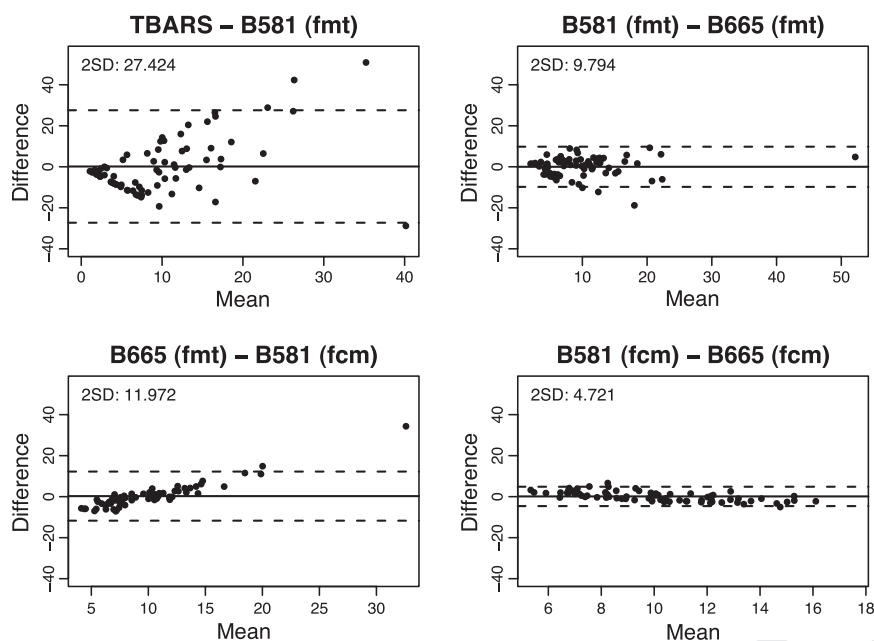 TBARS – B581 (fmt)
2SD: 27.424
Difference
40
20
0
−20
−40
0 10 20 30 40
Mean
B581 (fmt) – B665 (fmt)
2SD: 9.794
Difference
40
20
0
−20
−40
10 20 30 40 50
Mean
B665 (fmt) – B581 (fcm)
2SD: 11.972
Difference
40
20
0
−20
−40
5 10 15 20 25 30
Mean
B581 (fcm) – B665 (fcm)
2SD: 4.721
Difference
40
20
0
−20
−40
6 8 10 12 14 16 18
Mean